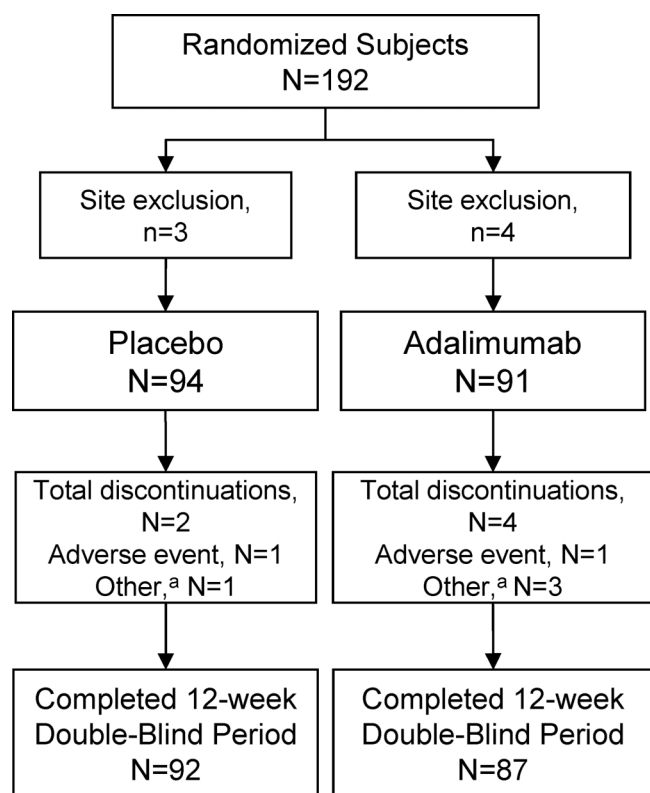 Randomized Subjects
N=192
Site exclusion,
n=3
Site exclusion,
n=4
Placebo
N=94
Adalimumab
N=91
Total discontinuations,
N=2
Adverse event, N=1
Other,ᵃ N=1
Total discontinuations,
N=4
Adverse event, N=1
Other,ᵃ N=3
Completed 12-week
Double-Blind Period
N=92
Completed 12-week
Double-Blind Period
N=87